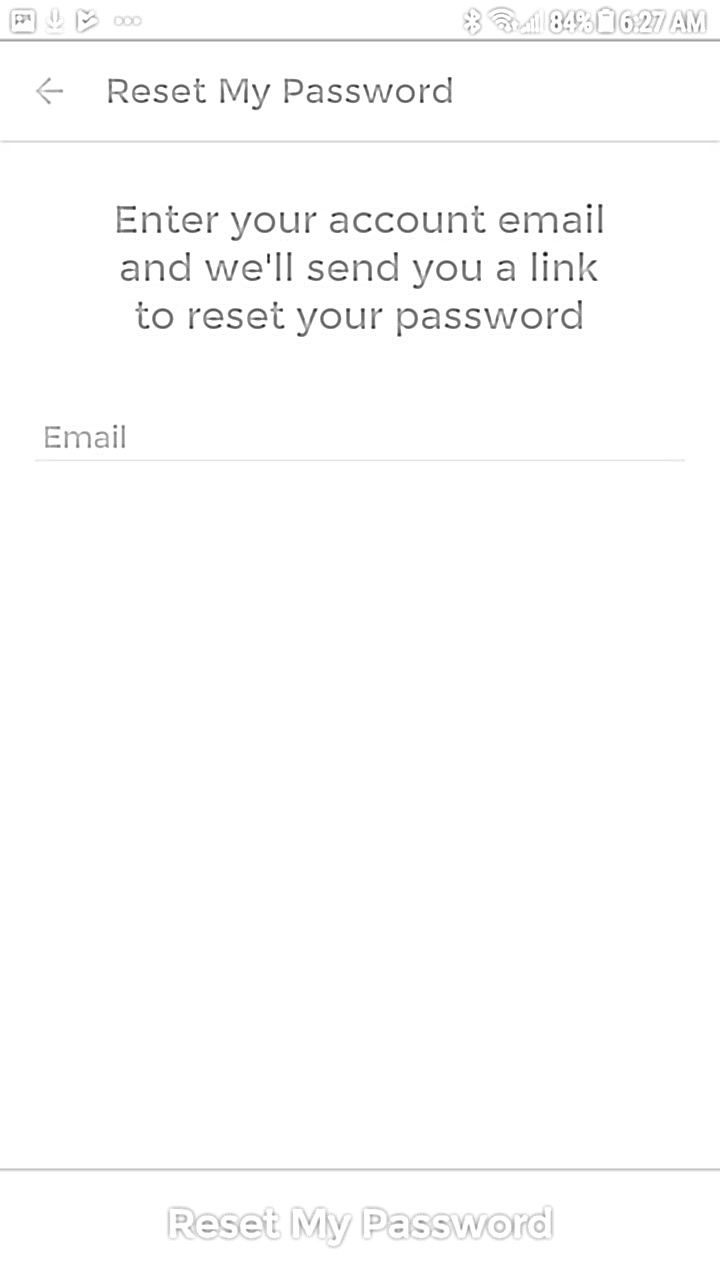 84% 6:27 AM
Reset My Password
Enter your account email
and we'll send you a link
to reset your password
Email
Reset My Password